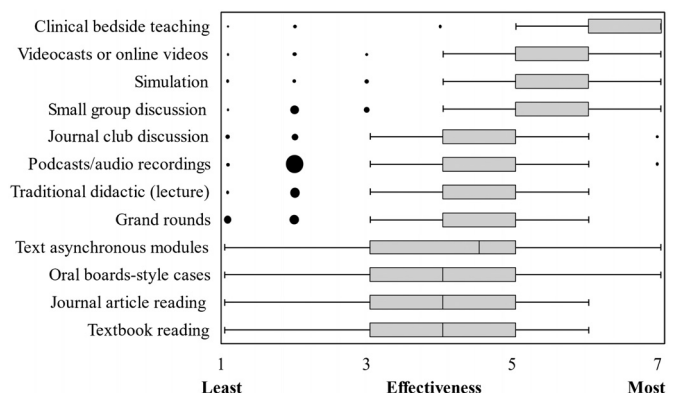 Clinical bedside teaching
Videocasts or online videos
Simulation
Small group discussion
Journal club discussion
Podcasts/audio recordings
Traditional didactic (lecture)
Grand rounds
Text asynchronous modules
Oral boards-style cases
Journal article reading
Textbook reading
1 3 5 7
Least Effectiveness Most